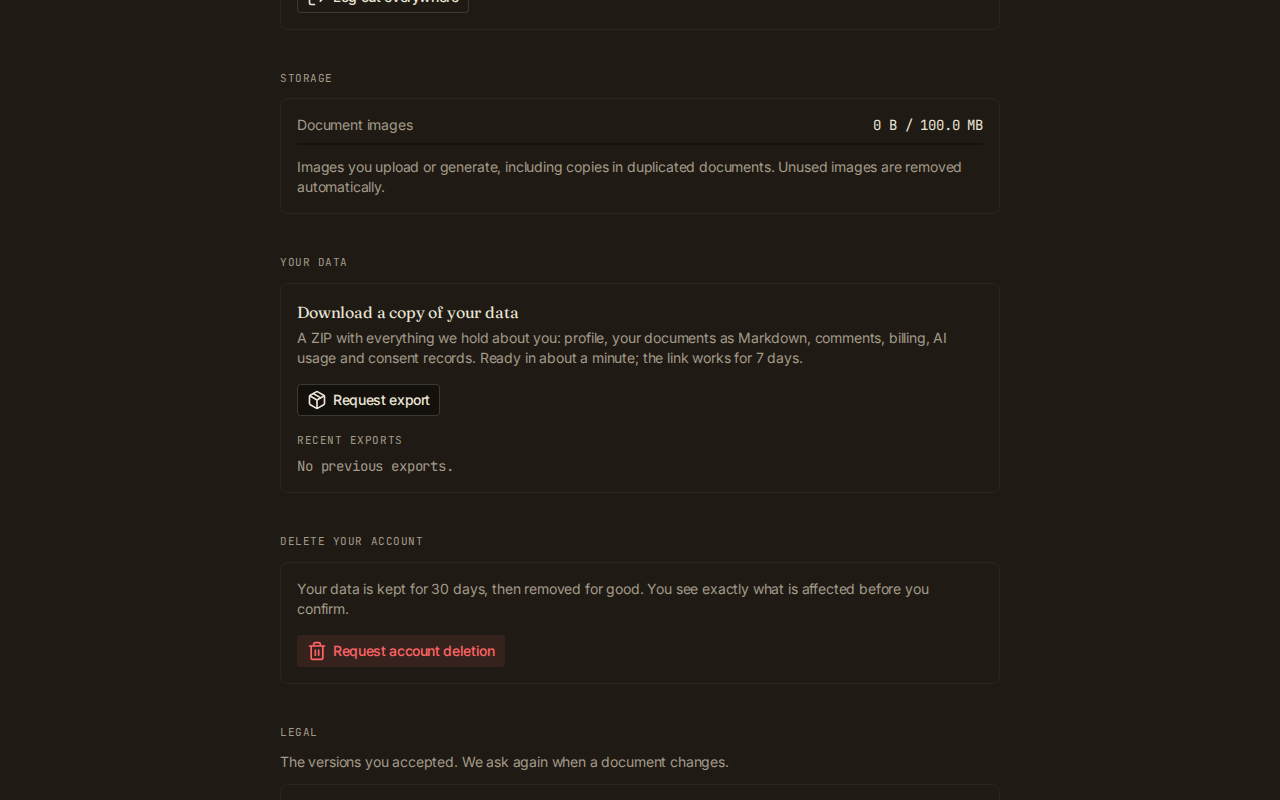 Log out everywhere
STORAGE
Document images
0 B / 100.0 MB
Images you upload or generate, including copies in duplicated documents. Unused images are removed
automatically.
YOUR DATA
Download a copy of your data
A ZIP with everything we hold about you: profile, your documents as Markdown, comments, billing, AI
usage and consent records. Ready in about a minute; the link works for 7 days.
Request export
RECENT EXPORTS
No previous exports.
DELETE YOUR ACCOUNT
Your data is kept for 30 days, then removed for good. You see exactly what is affected before you
confirm.
Request account deletion
LEGAL
The versions you accepted. We ask again when a document changes.